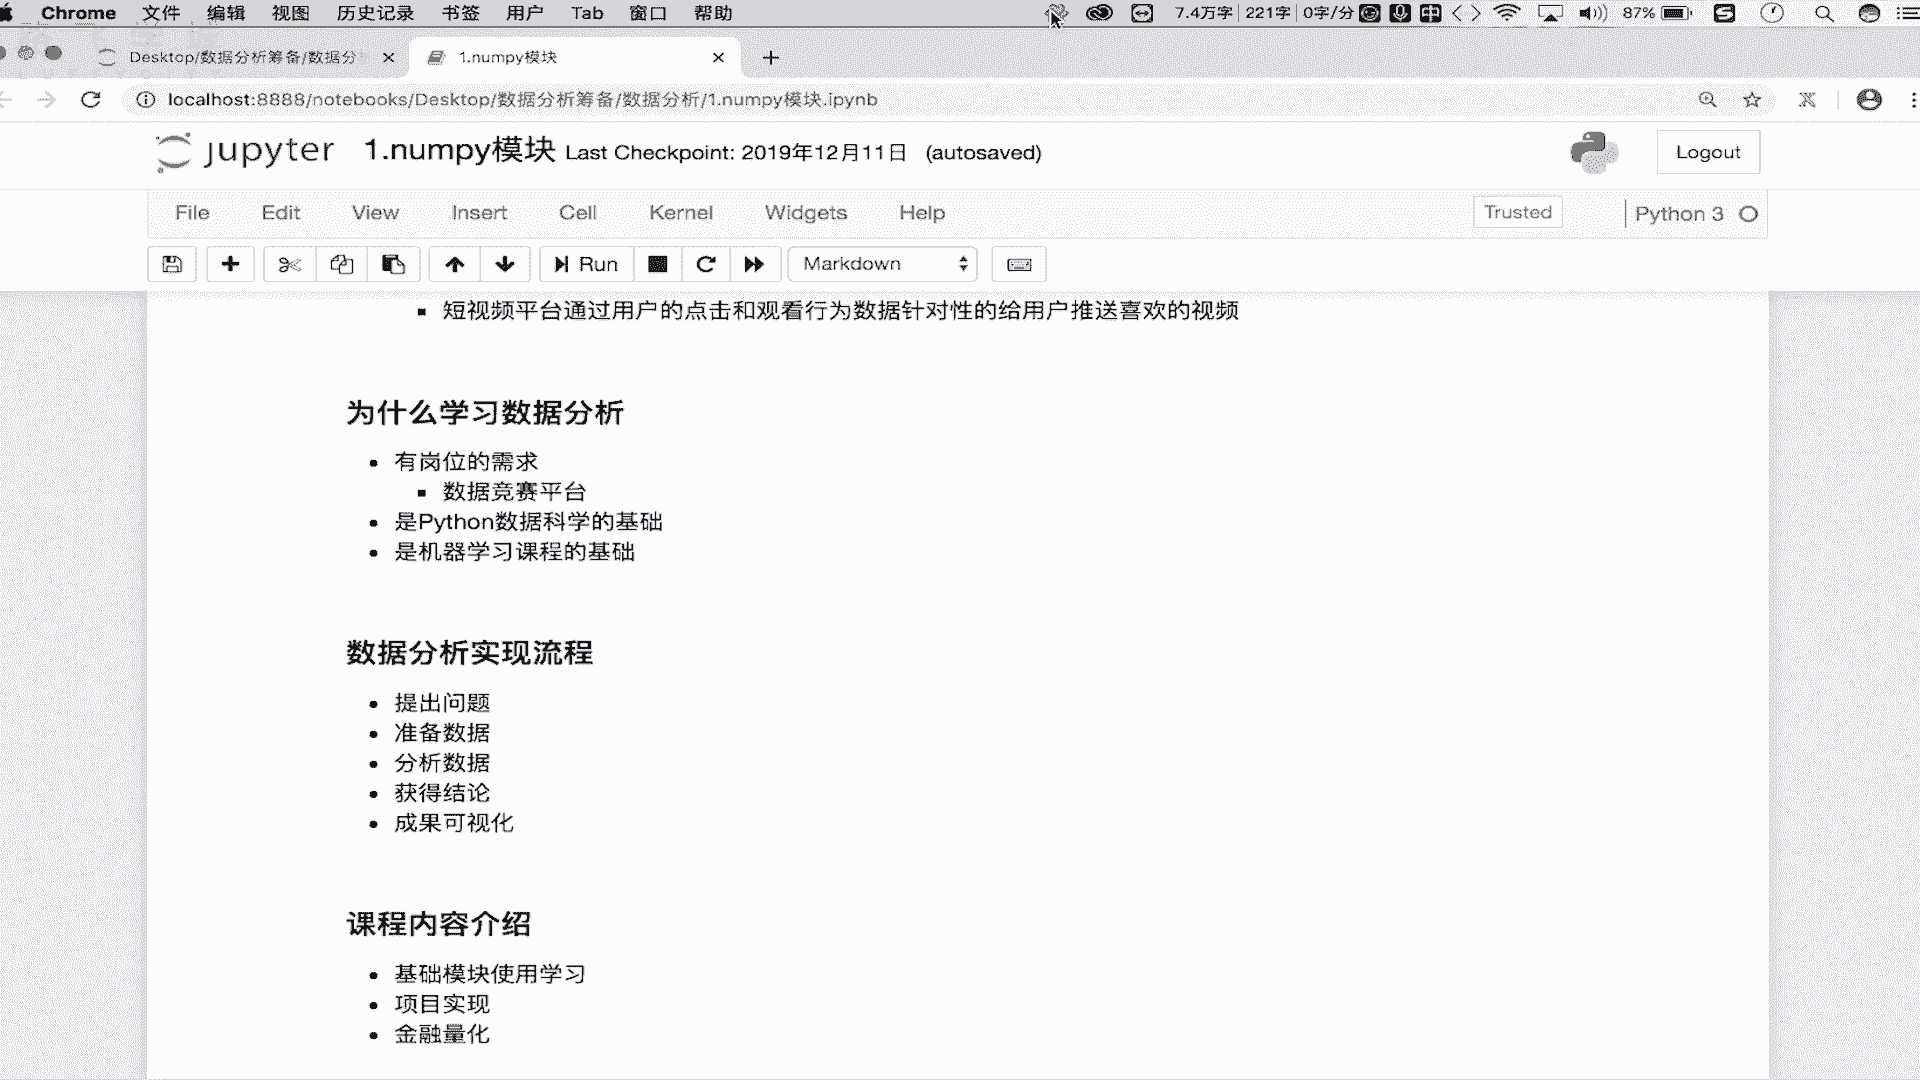 Chrome 文件 编辑 视图 历史记录 书签 用户 Tab 窗口 帮助 7.4万字 221字 0字/分 中 87%
Desktop/数据分析筹备/数据分 1.numpy模块
localhost:8888/notebooks/Desktop/数据分析筹备/数据分析/1.numpy模块.ipynb
jupyter 1.numpy模块 Last Checkpoint: 2019年12月11日 (autosaved) Logout
File Edit View Insert Cell Kernel Widgets Help Trusted Python 3
Run Markdown
短视频平台通过用户的点击和观看行为数据针对性的给用户推送喜欢的视频
为什么学习数据分析
有岗位的需求
数据竞赛平台
是Python数据科学的基础
是机器学习课程的基础
数据分析实现流程
提出问题
准备数据
分析数据
获得结论
成果可视化
课程内容介绍
基础模块使用学习
项目实现
金融量化